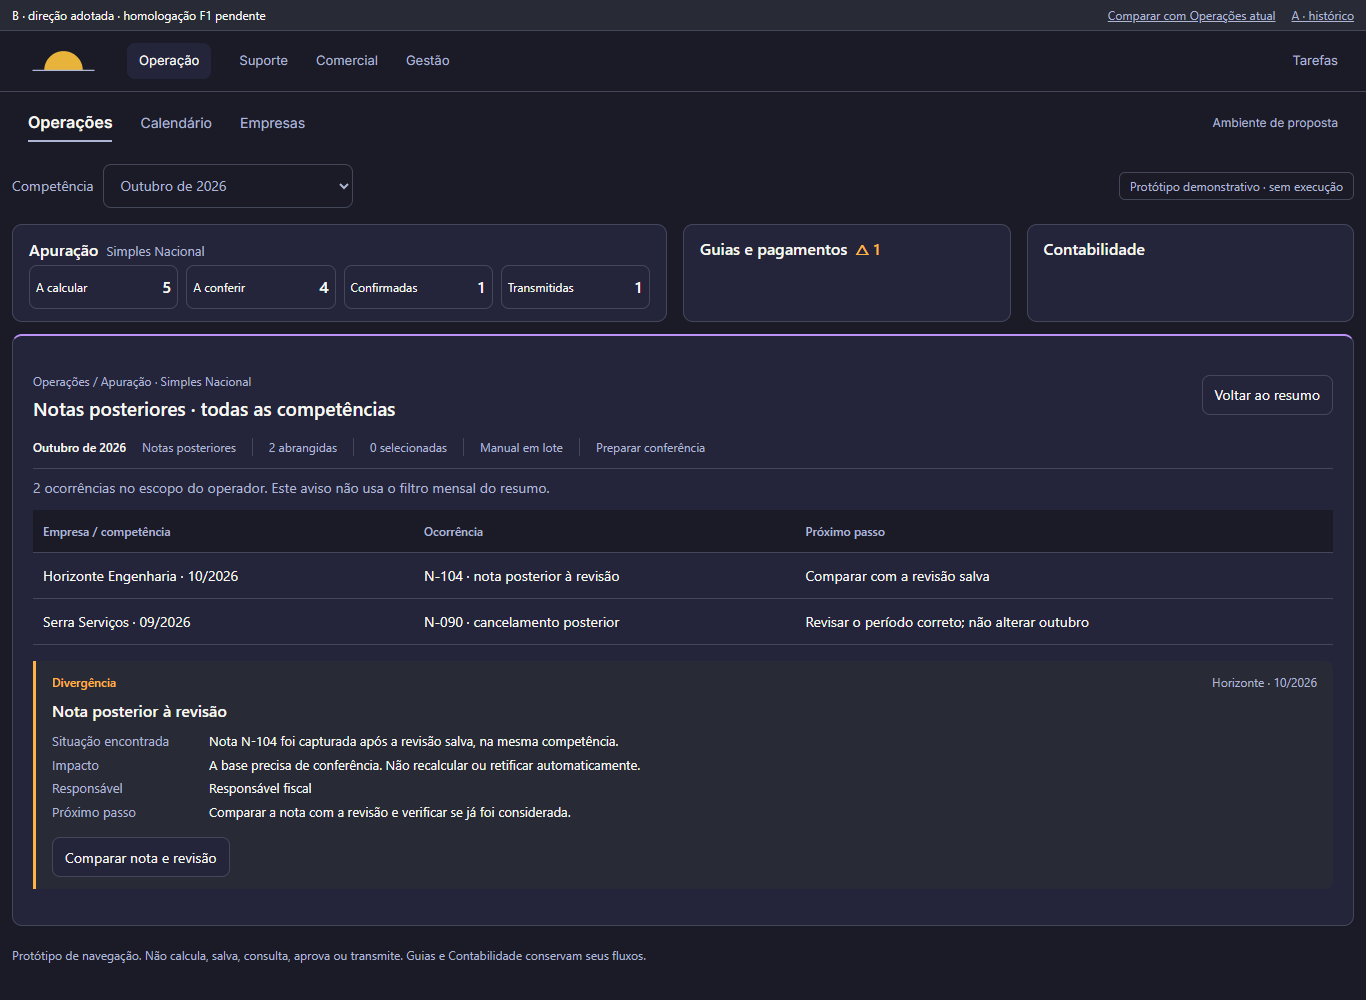 B · direção adotada · homologação F1 pendente
Comparar com Operações atual
A · histórico
Operação
Suporte
Comercial
Gestão
Tarefas
Operações
Calendário
Empresas
Ambiente de proposta
Competência
Outubro de 2026
Protótipo demonstrativo · sem execução
Apuração Simples Nacional
A calcular 5
A conferir 4
Confirmadas 1
Transmitidas 1
Guias e pagamentos △ 1
Contabilidade
Operações / Apuração · Simples Nacional
Notas posteriores · todas as competências
Voltar ao resumo
Outubro de 2026
Notas posteriores
2 abrangidas
0 selecionadas
Manual em lote
Preparar conferência
2 ocorrências no escopo do operador. Este aviso não usa o filtro mensal do resumo.
Empresa / competência
Ocorrência
Próximo passo
Horizonte Engenharia · 10/2026
N-104 · nota posterior à revisão
Comparar com a revisão salva
Serra Serviços · 09/2026
N-090 · cancelamento posterior
Revisar o período correto; não alterar outubro
Divergência
Horizonte · 10/2026
Nota posterior à revisão
Situação encontrada
Nota N-104 foi capturada após a revisão salva, na mesma competência.
Impacto
A base precisa de conferência. Não recalcular ou retificar automaticamente.
Responsável
Responsável fiscal
Próximo passo
Comparar a nota com a revisão e verificar se já foi considerada.
Comparar nota e revisão
Protótipo de navegação. Não calcula, salva, consulta, aprova ou transmite. Guias e Contabilidade conservam seus fluxos.